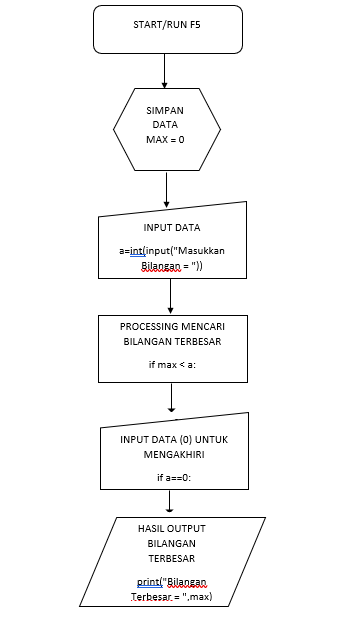 START/RUN F5
SIMPAN
DATA
MAX = 0
INPUT DATA
a=int(input("Masukkan
Bilangan = "))
PROCESSING MENCARI
BILANGAN TERBESAR
if max < a:
INPUT DATA (0) UNTUK
MENGAKHIRI
if a==0:
HASIL OUTPUT
BILANGAN
TERBESAR
print("Bilangan
Terbesar = ",max)